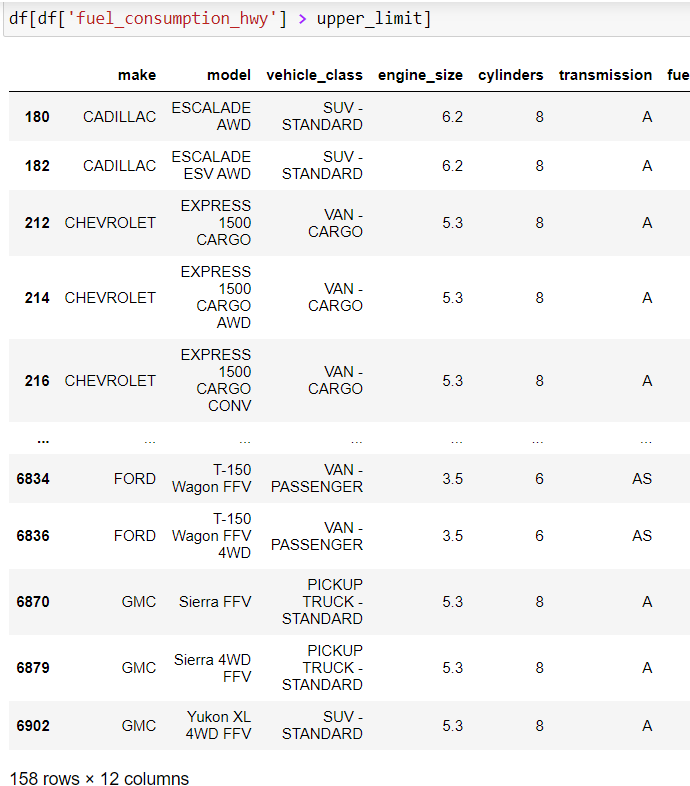 df[df['fuel_consumption_hwy'] > upper_limit]
make model vehicle_class engine_size cylinders transmission fue
180 CADILLAC ESCALADE AWD SUV - STANDARD 6.2 8 A
182 CADILLAC ESCALADE ESV AWD SUV - STANDARD 6.2 8 A
212 CHEVROLET EXPRESS 1500 CARGO VAN - CARGO 5.3 8 A
214 CHEVROLET EXPRESS 1500 CARGO AWD VAN - CARGO 5.3 8 A
216 CHEVROLET EXPRESS 1500 CARGO CONV VAN - CARGO 5.3 8 A
... ... ... ... ... ... ...
6834 FORD T-150 Wagon FFV VAN - PASSENGER 3.5 6 AS
6836 FORD T-150 Wagon FFV 4WD VAN - PASSENGER 3.5 6 AS
6870 GMC Sierra FFV PICKUP TRUCK - STANDARD 5.3 8 A
6879 GMC Sierra 4WD FFV PICKUP TRUCK - STANDARD 5.3 8 A
6902 GMC Yukon XL 4WD FFV SUV - STANDARD 5.3 8 A
158 rows × 12 columns